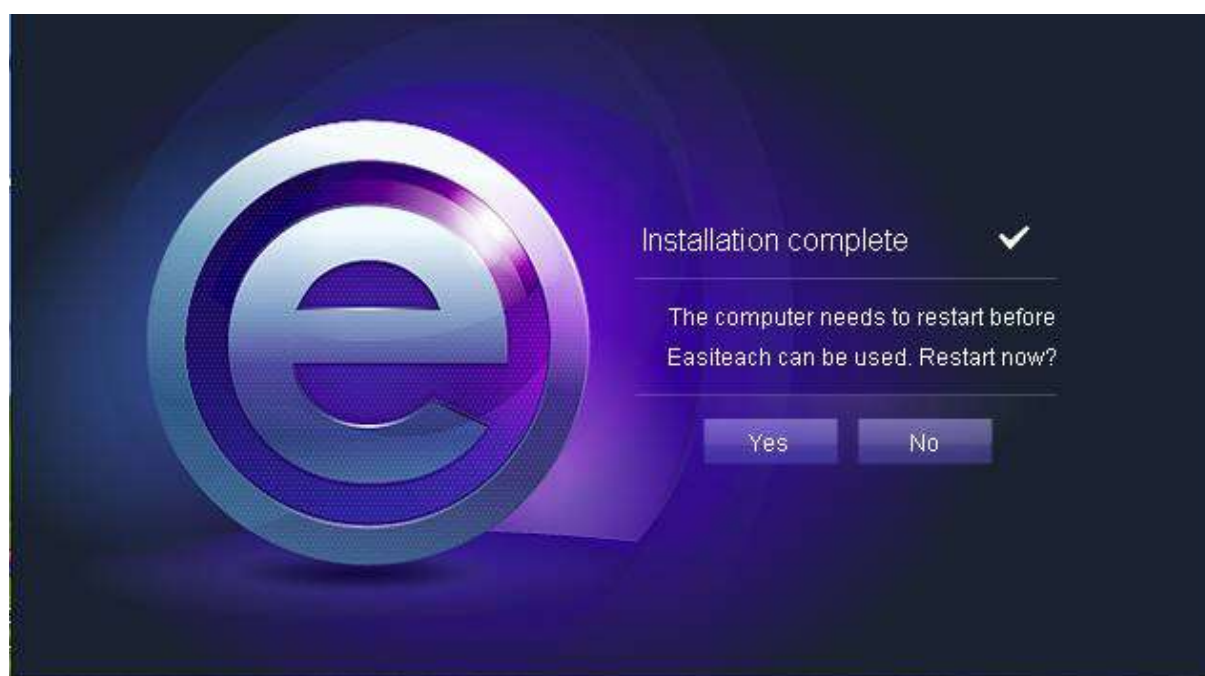 e
Installation complete
The computer needs to restart before
Easiteach can be used. Restart now?
Yes
No